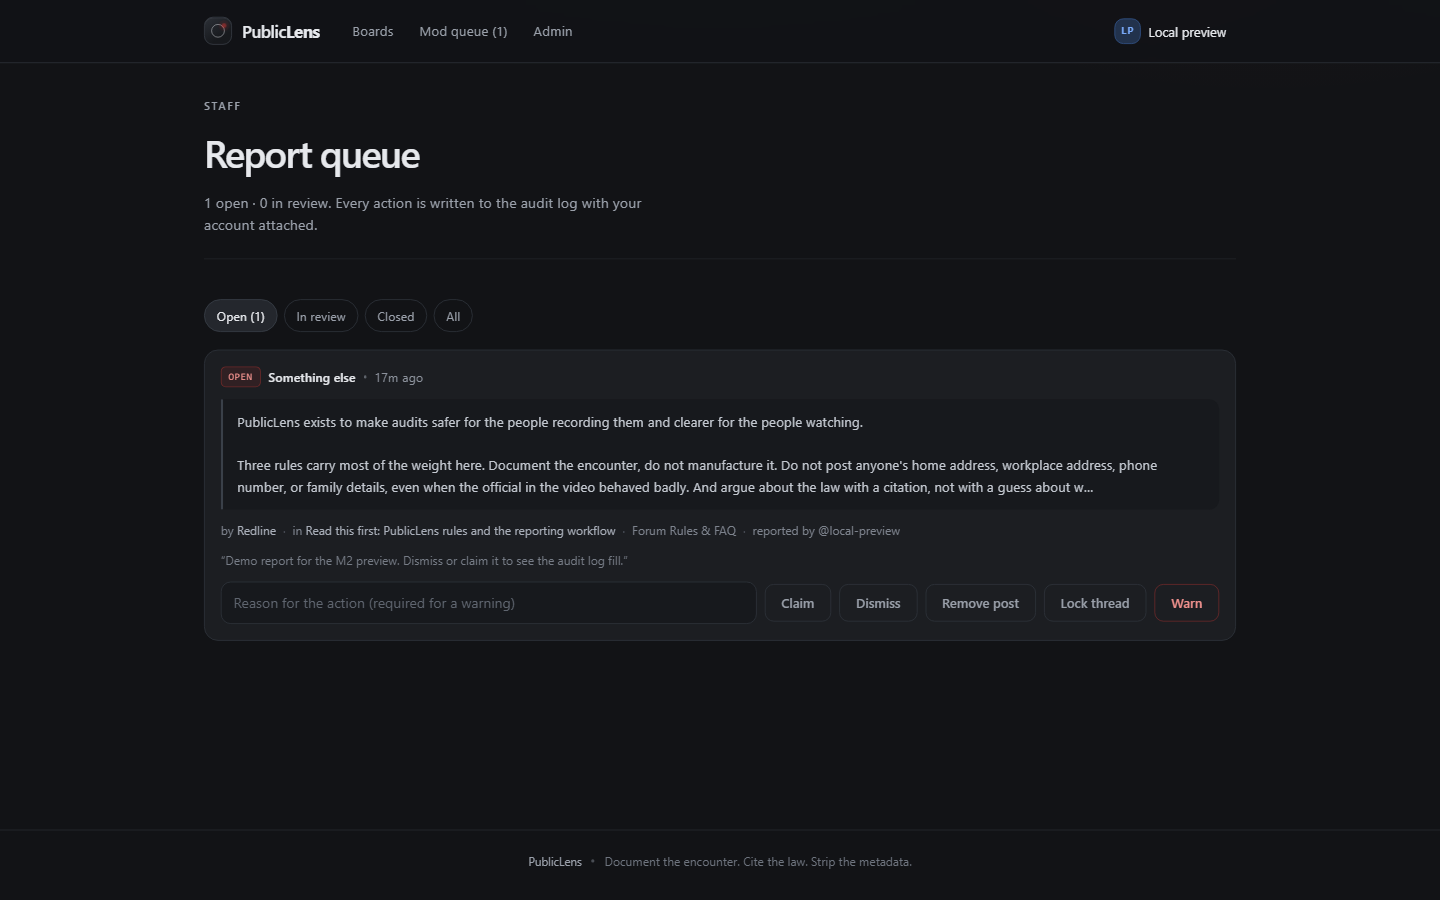 PublicLens
Boards
Mod queue (1)
Admin
LP
Local preview
STAFF
Report queue
1 open · 0 in review. Every action is written to the audit log with your
account attached.
Open (1)
In review
Closed
All
OPEN Something else • 17m ago
PublicLens exists to make audits safer for the people recording them and clearer for the people watching.
Three rules carry most of the weight here. Document the encounter, do not manufacture it. Do not post anyone's home address, workplace address, phone
number, or family details, even when the official in the video behaved badly. And argue about the law with a citation, not with a guess about w...
by Redline · in Read this first: PublicLens rules and the reporting workflow · Forum Rules & FAQ · reported by @local-preview
“Demo report for the M2 preview. Dismiss or claim it to see the audit log fill.”
Reason for the action (required for a warning)
Claim
Dismiss
Remove post
Lock thread
Warn
PublicLens • Document the encounter. Cite the law. Strip the metadata.